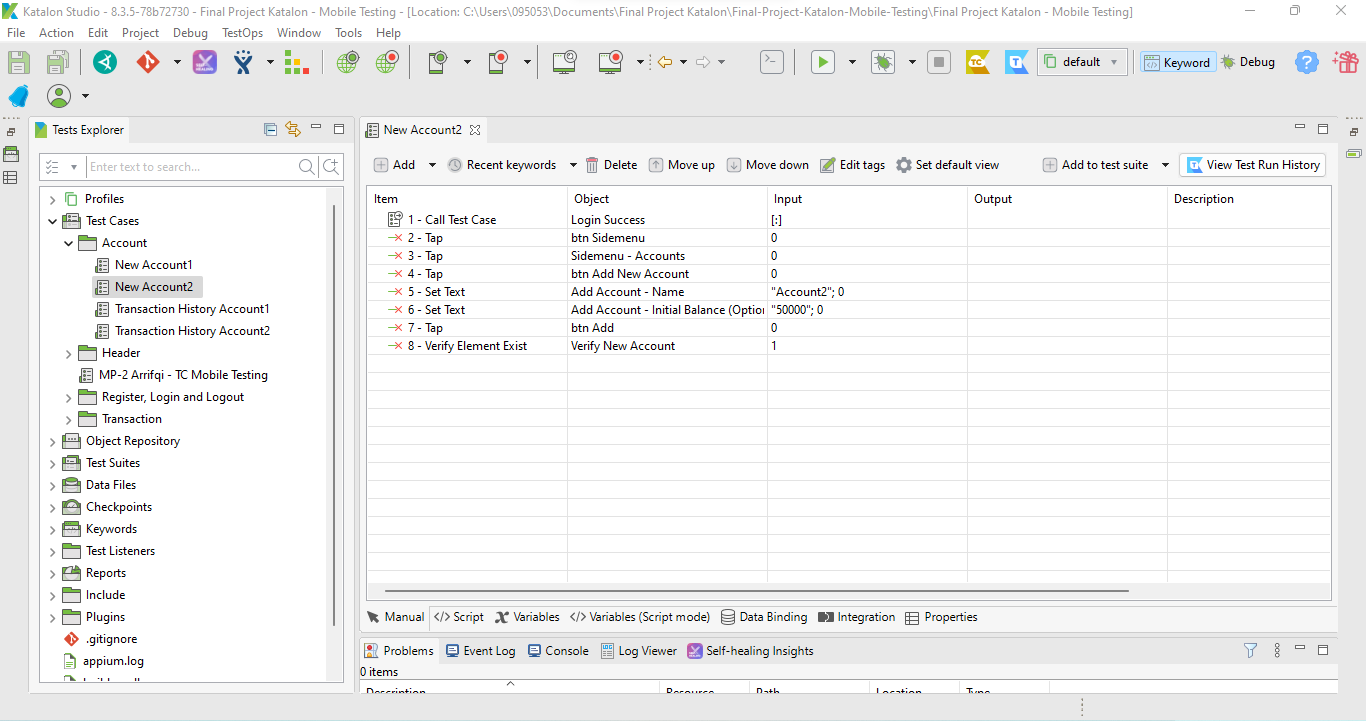 Katalon Studio - 8.3.5-78b72730 - Final Project Katalon - Mobile Testing - [Location: C:\Users\095053\Documents\Final Project Katalon\Final-Project-Katalon-Mobile-Testing\Final Project Katalon - Mobile Testing]
File Action Edit Project Debug TestOps Window Tools Help
TC T default Keyword Debug
Tests Explorer
Enter text to search...
Profiles
Test Cases
Account
New Account1
New Account2
Transaction History Account1
Transaction History Account2
Header
MP-2 Arrifqi - TC Mobile Testing
Register, Login and Logout
Transaction
Object Repository
Test Suites
Data Files
Checkpoints
Keywords
Test Listeners
Reports
Include
Plugins
.gitignore
appium.log
New Account2
Add Recent keywords Delete Move up Move down Edit tags Set default view Add to test suite View Test Run History
Item Object Input Output Description
1 - Call Test Case Login Success [:]
2 - Tap btn Sidemenu 0
3 - Tap Sidemenu - Accounts 0
4 - Tap btn Add New Account 0
5 - Set Text Add Account - Name "Account2"; 0
6 - Set Text Add Account - Initial Balance (Option "50000"; 0
7 - Tap btn Add 0
8 - Verify Element Exist Verify New Account 1
Manual </> Script Variables </> Variables (Script mode) Data Binding Integration Properties
Problems Event Log Console Log Viewer Self-healing Insights
0 items
Description Resource Path Location Type